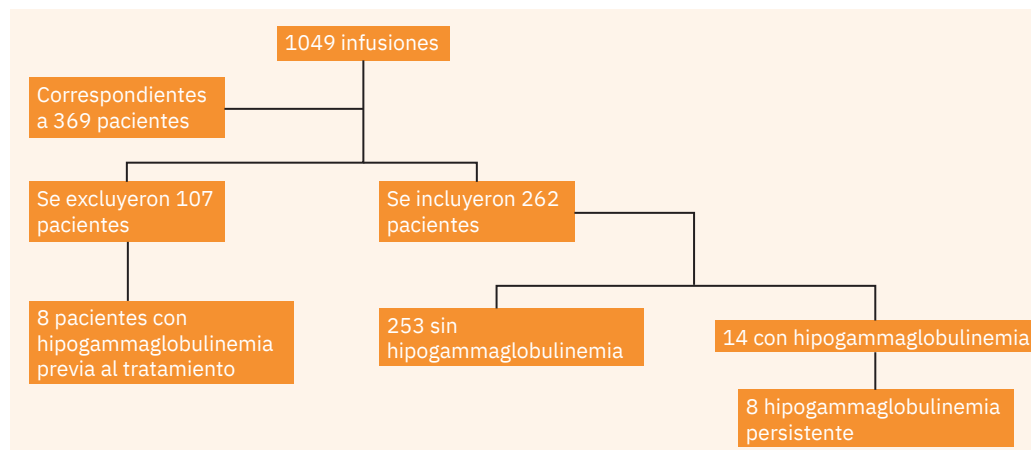 1049 infusiones
Correspondientes
a 369 pacientes
Se excluyeron 107
pacientes
Se incluyeron 262
pacientes
8 pacientes con
hipogammaglobulinemia
previa al tratamiento
253 sin
hipogammaglobulinemia
14 con hipogammaglobulinemia
8 hipogammaglobulinemia
persistente